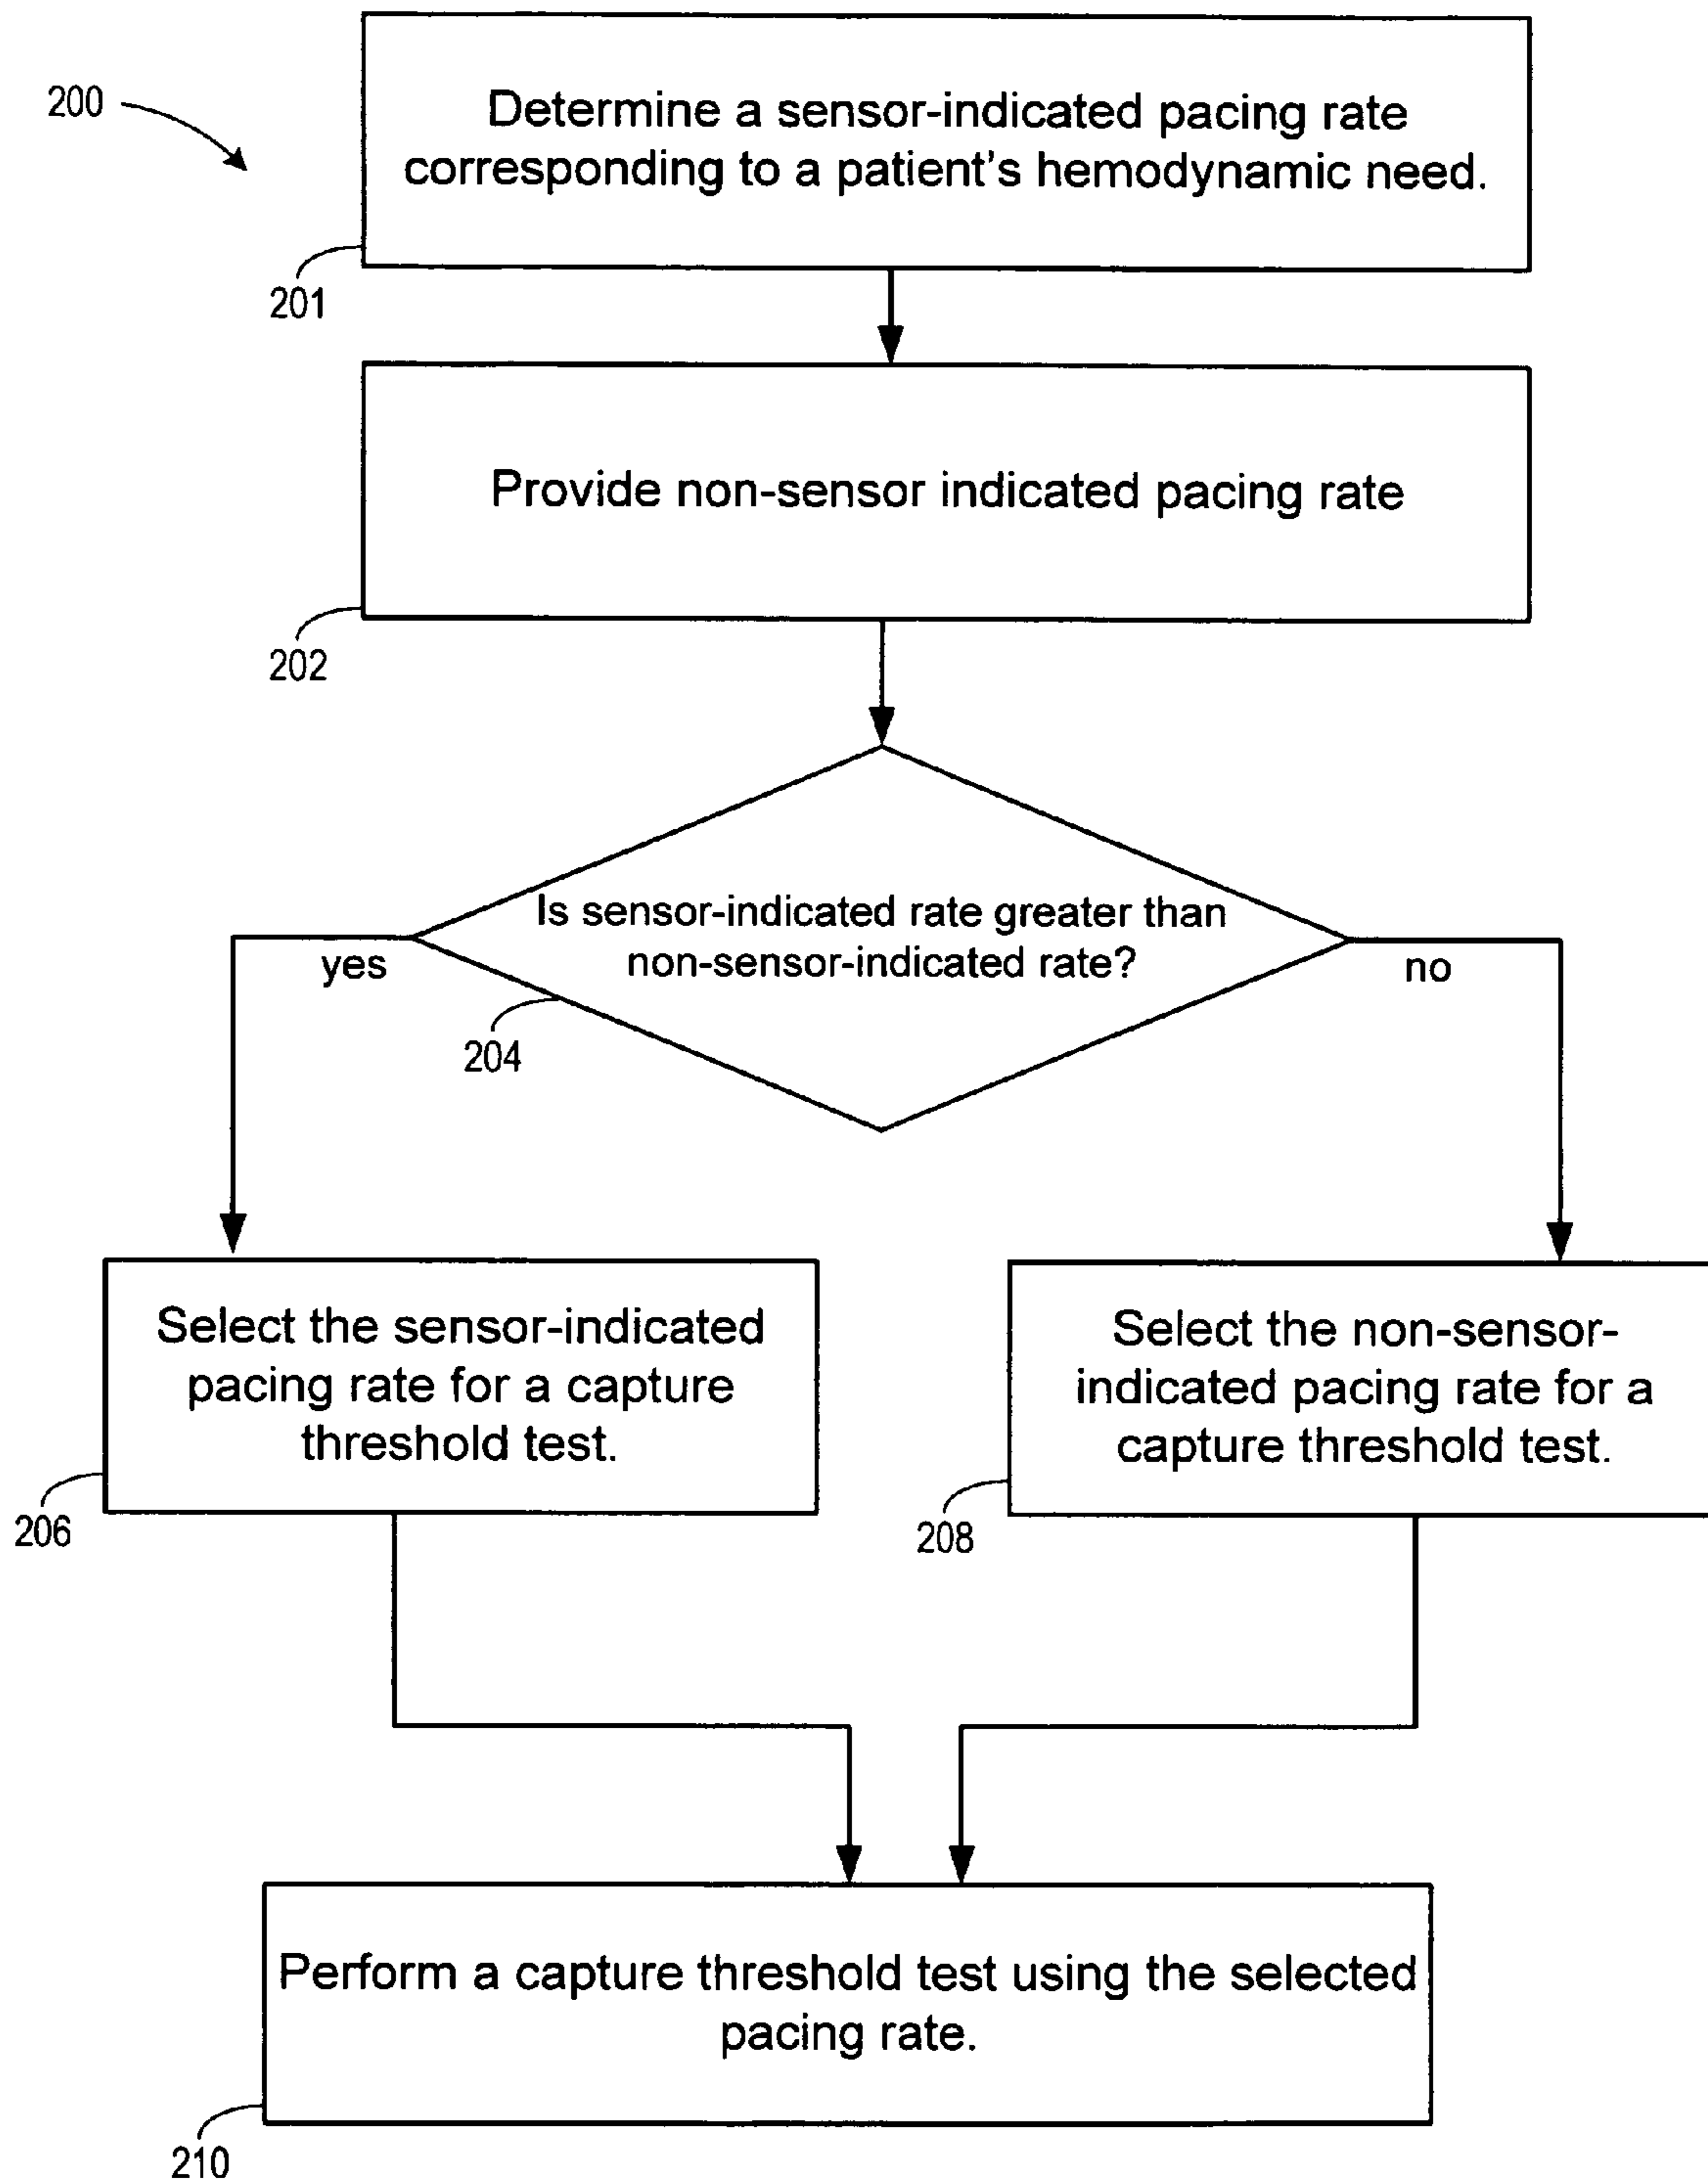 200
Determine a sensor-indicated pacing rate
corresponding to a patient's hemodynamic need.
201
Provide non-sensor indicated pacing rate
202
Is sensor-indicated rate greater than
non-sensor-indicated rate?
yes
no
204
Select the sensor-indicated
pacing rate for a capture
threshold test.
206
Select the non-sensor-
indicated pacing rate for a
capture threshold test.
208
Perform a capture threshold test using the selected
pacing rate.
210